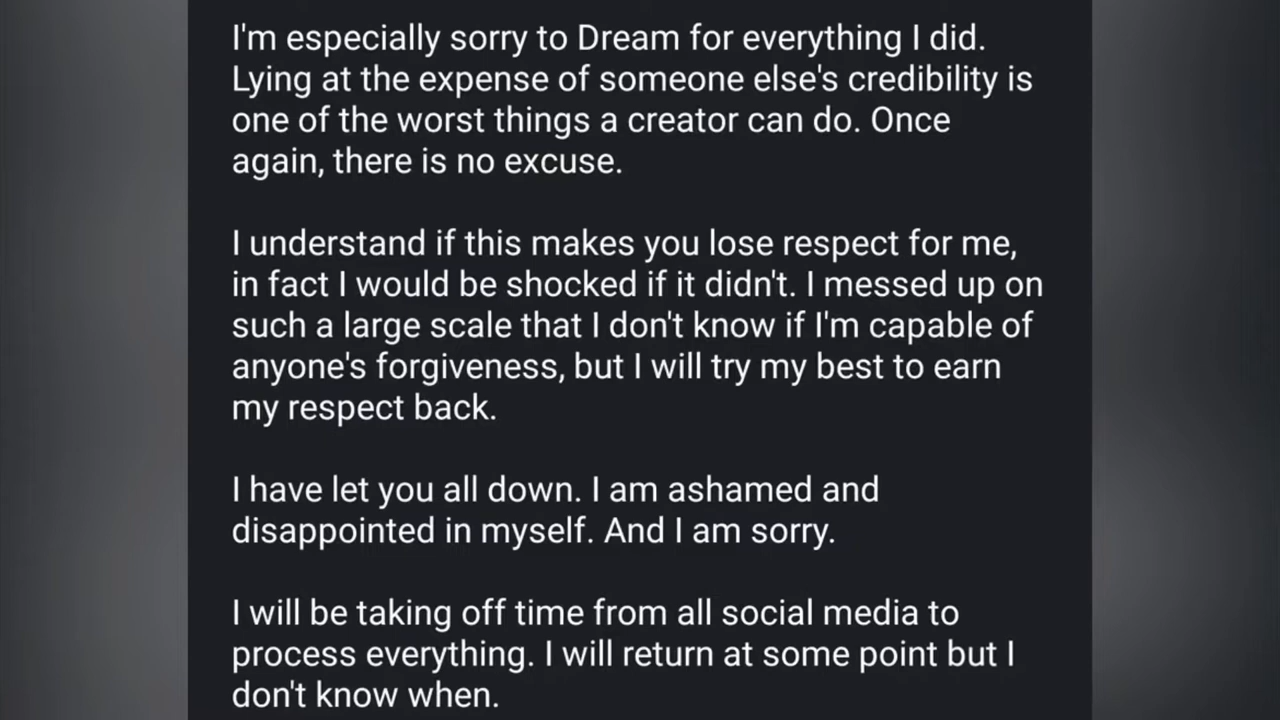 I'm especially sorry to Dream for everything I did.
Lying at the expense of someone else's credibility is
one of the worst things a creator can do. Once
again, there is no excuse.
I understand if this makes you lose respect for me,
in fact I would be shocked if it didn't. I messed up on
such a large scale that I don't know if I'm capable of
anyone's forgiveness, but I will try my best to earn
my respect back.
I have let you all down. I am ashamed and
disappointed in myself. And I am sorry.
I will be taking off time from all social media to
process everything. I will return at some point but I
don't know when.